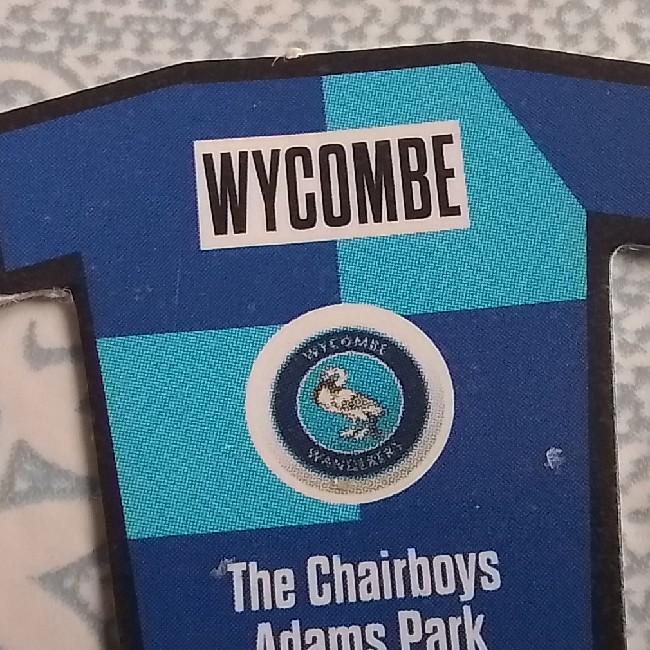 WYCOMBE
WYCOMBE
WANDERERS
The Chairboys
Adams Park